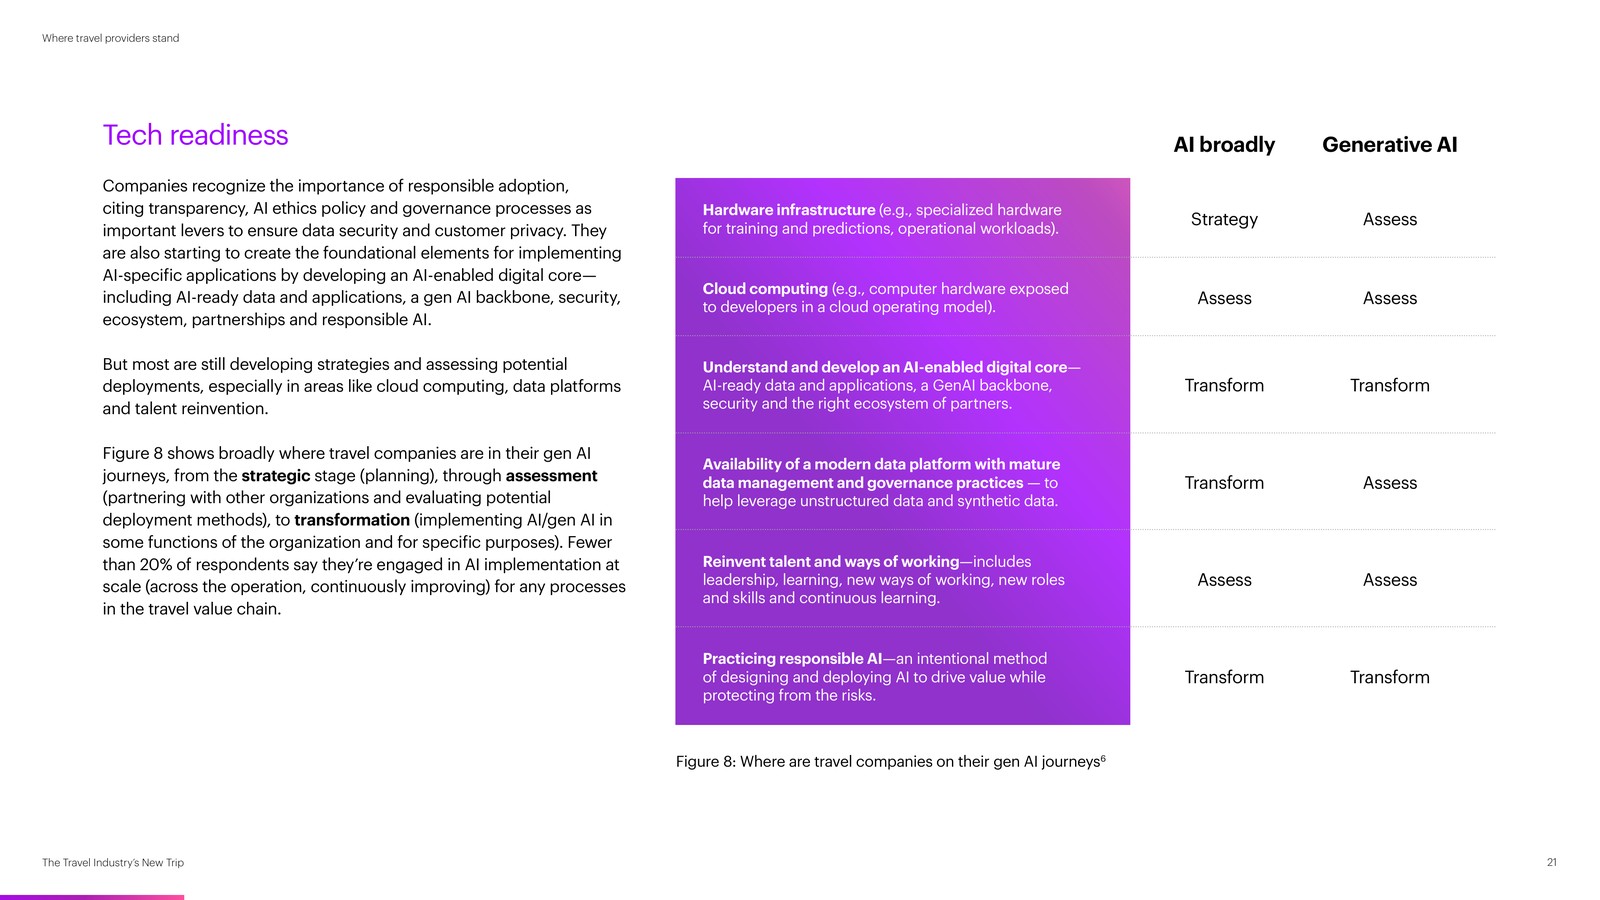 Where travel providers stand
Tech readiness
Companies recognize the importance of responsible adoption,
citing transparency, AI ethics policy and governance processes as
important levers to ensure data security and customer privacy. They
are also starting to create the foundational elements for implementing
AI-specific applications by developing an AI-enabled digital core—
including AI-ready data and applications, a gen AI backbone, security,
ecosystem, partnerships and responsible AI.
But most are still developing strategies and assessing potential
deployments, especially in areas like cloud computing, data platforms
and talent reinvention.
Figure 8 shows broadly where travel companies are in their gen AI
journeys, from the strategic stage (planning), through assessment
(partnering with other organizations and evaluating potential
deployment methods), to transformation (implementing AI/gen AI in
some functions of the organization and for specific purposes). Fewer
than 20% of respondents say they're engaged in AI implementation at
scale (across the operation, continuously improving) for any processes
in the travel value chain.
AI broadly Generative AI
Hardware infrastructure (e.g., specialized hardware
for training and predictions, operational workloads).
Strategy Assess
Cloud computing (e.g., computer hardware exposed
to developers in a cloud operating model).
Assess Assess
Understand and develop an AI-enabled digital core—
AI-ready data and applications, a GenAI backbone,
security and the right ecosystem of partners.
Transform Transform
Availability of a modern data platform with mature
data management and governance practices — to
help leverage unstructured data and synthetic data.
Transform Assess
Reinvent talent and ways of working—includes
leadership, learning, new ways of working, new roles
and skills and continuous learning.
Assess Assess
Practicing responsible AI—an intentional method
of designing and deploying AI to drive value while
protecting from the risks.
Transform Transform
Figure 8: Where are travel companies on their gen AI journeys⁶
The Travel Industry's New Trip
21